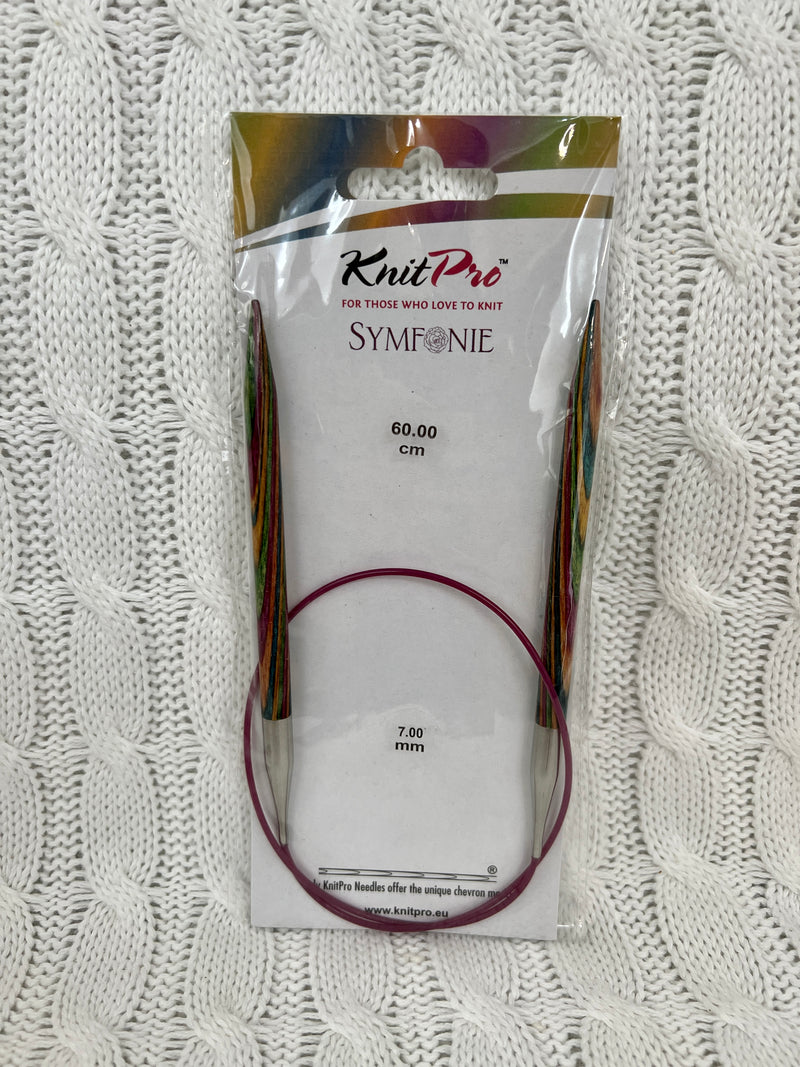 KnitPro™
FOR THOSE WHO LOVE TO KNIT
SYMFONIE
60.00
cm
7.00
mm
®
KnitPro Needles offer the unique chevron
www.knitpro.eu